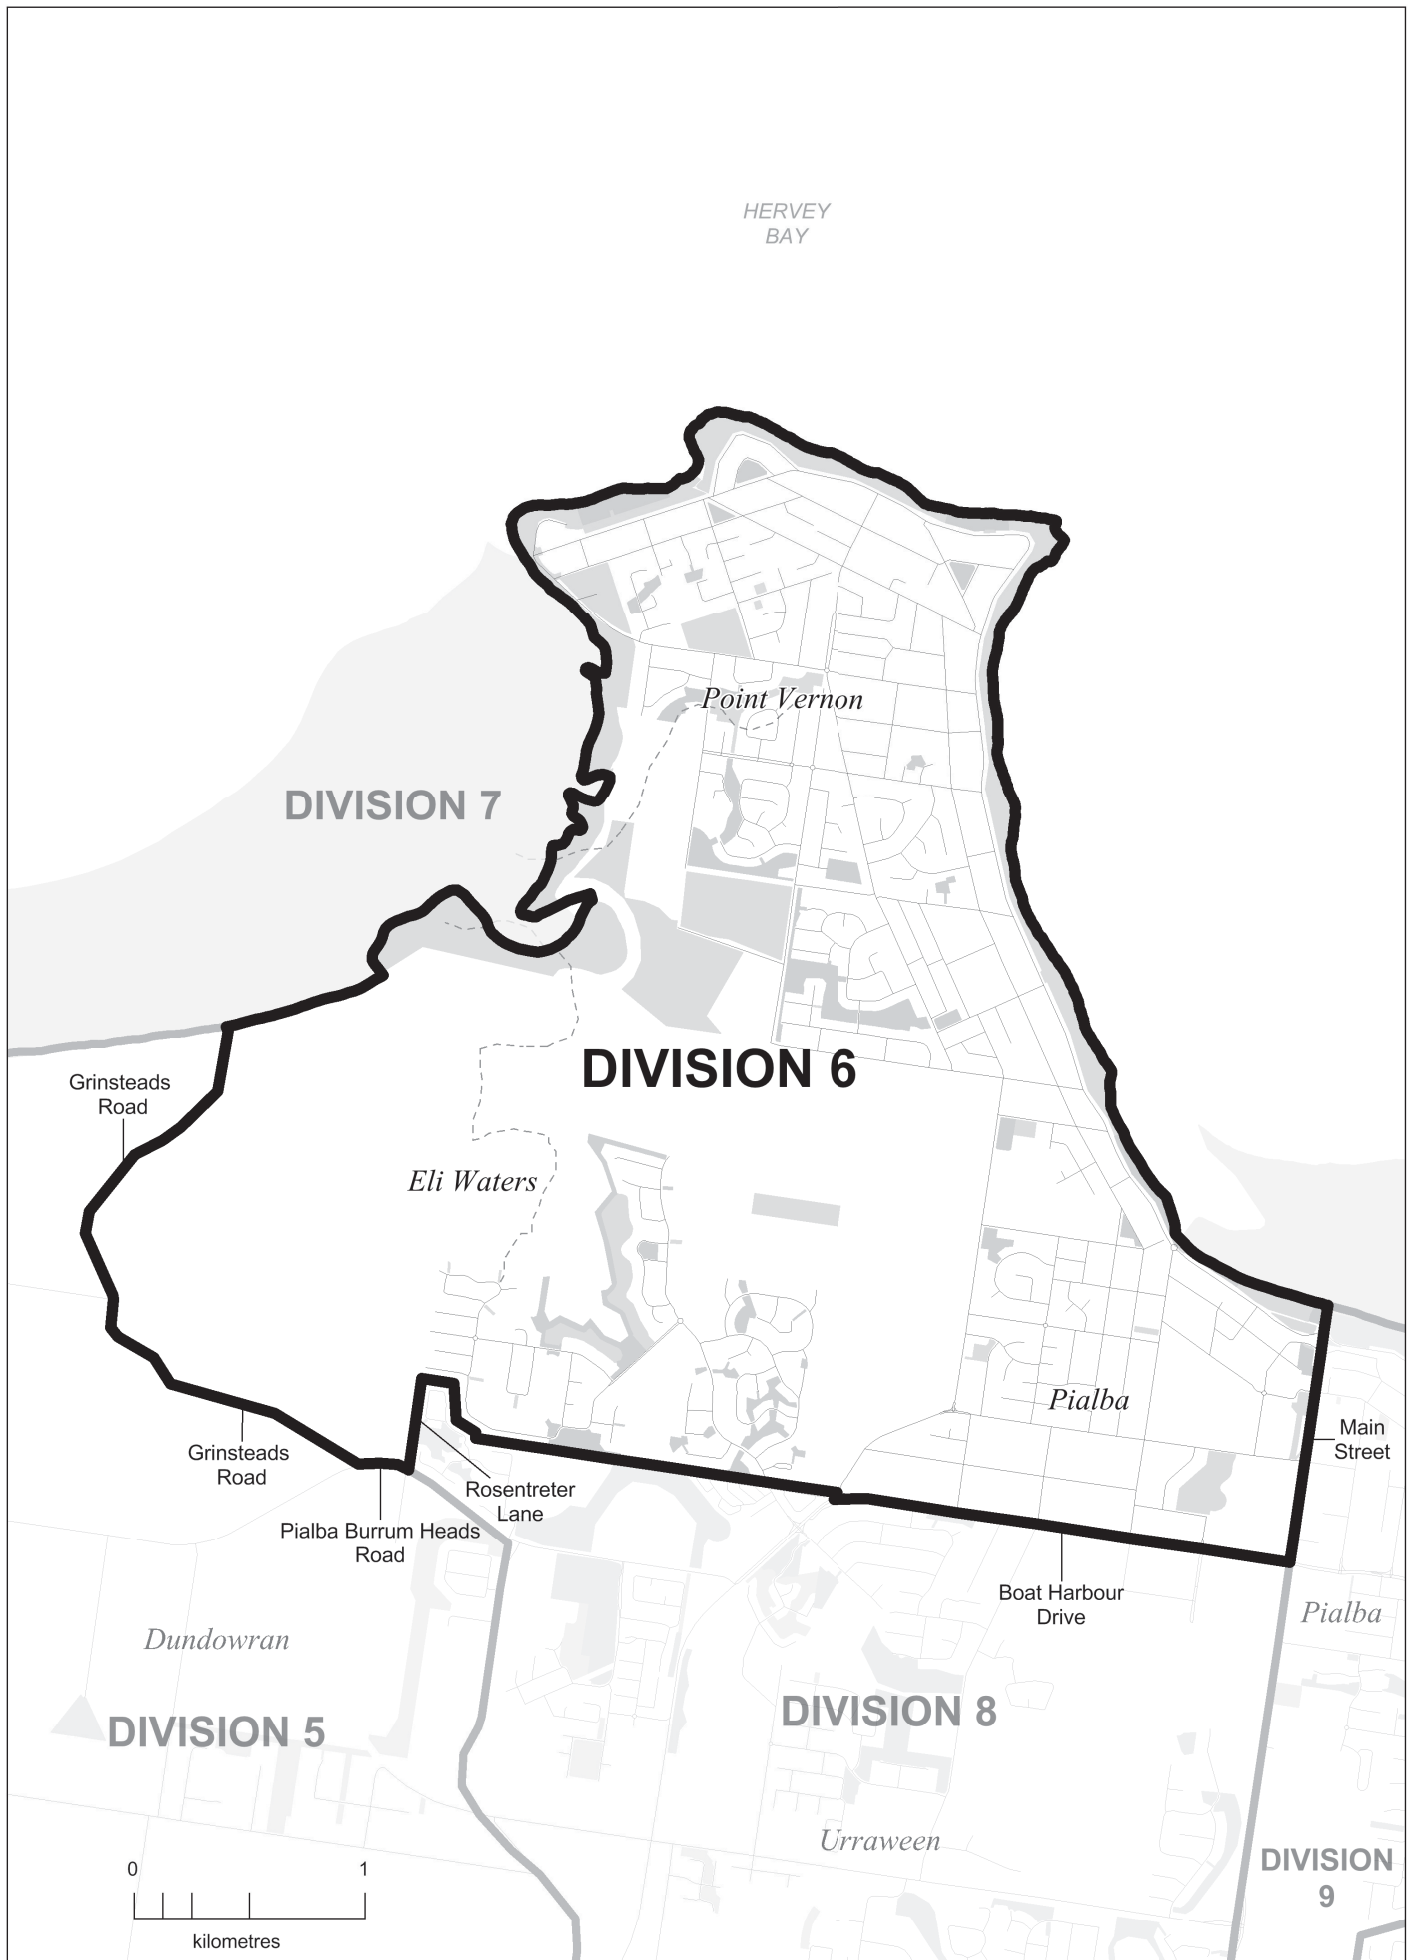 HERVEY
BAY
Point Vernon
DIVISION 7
DIVISION 6
Grinsteads
Road
Eli Waters
Pialba
Main
Street
Grinsteads
Road
Rosentreter
Lane
Pialba Burrum Heads
Road
Boat Harbour
Drive
Pialba
Dundowran
DIVISION 8
DIVISION 5
Urraween
DIVISION
9
0 1
kilometres